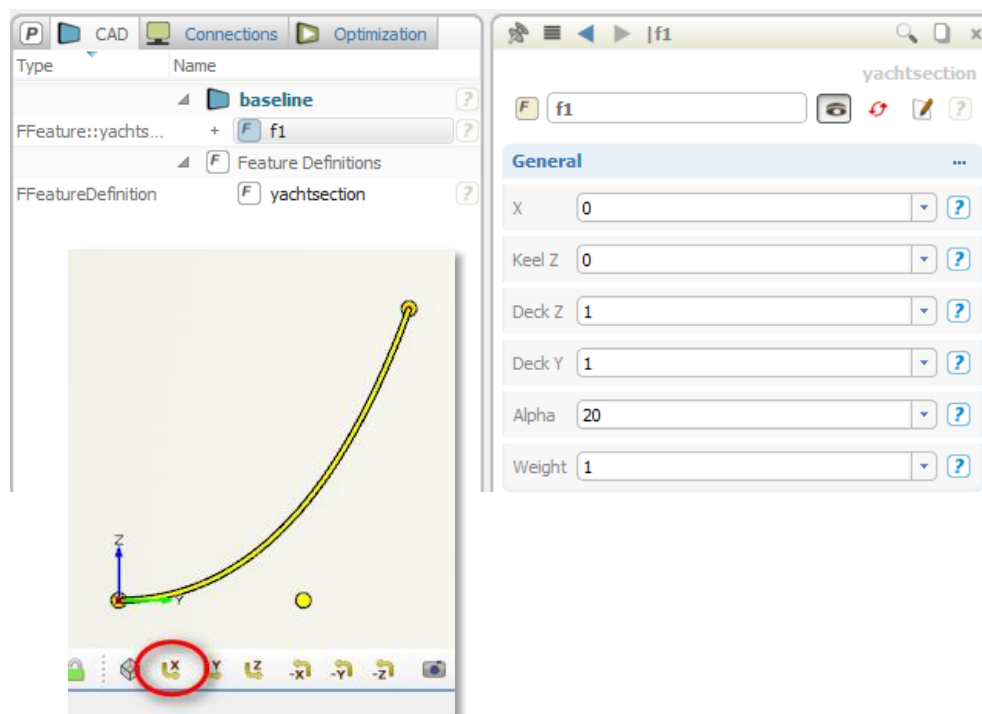 P CAD Connections Optimization
Type Name
baseline ?
FFeature::yachts... + F f1 ?
F Feature Definitions
FFeatureDefinition F yachtsection ?
Z
Y
X Y Z -X -Y -Z
|f1 x
yachtsection
F f1 ?
General ...
X 0 ?
Keel Z 0 ?
Deck Z 1 ?
Deck Y 1 ?
Alpha 20 ?
Weight 1 ?